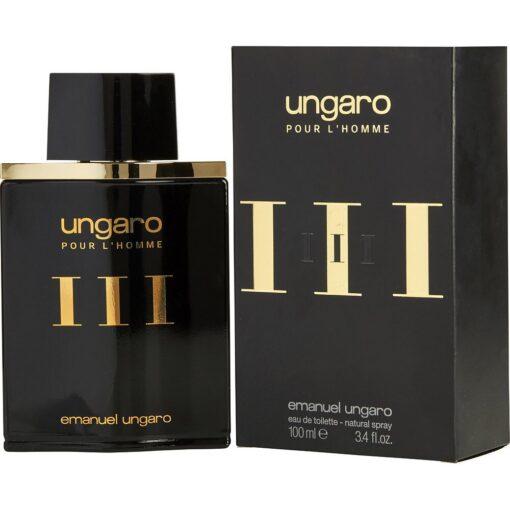 ungaro
POUR L'HOMME
III
emanuel ungaro
ungaro
POUR L'HOMME
III
III
emanuel ungaro
eau de toilette - natural spray
100 ml e 3.4 fl.oz.